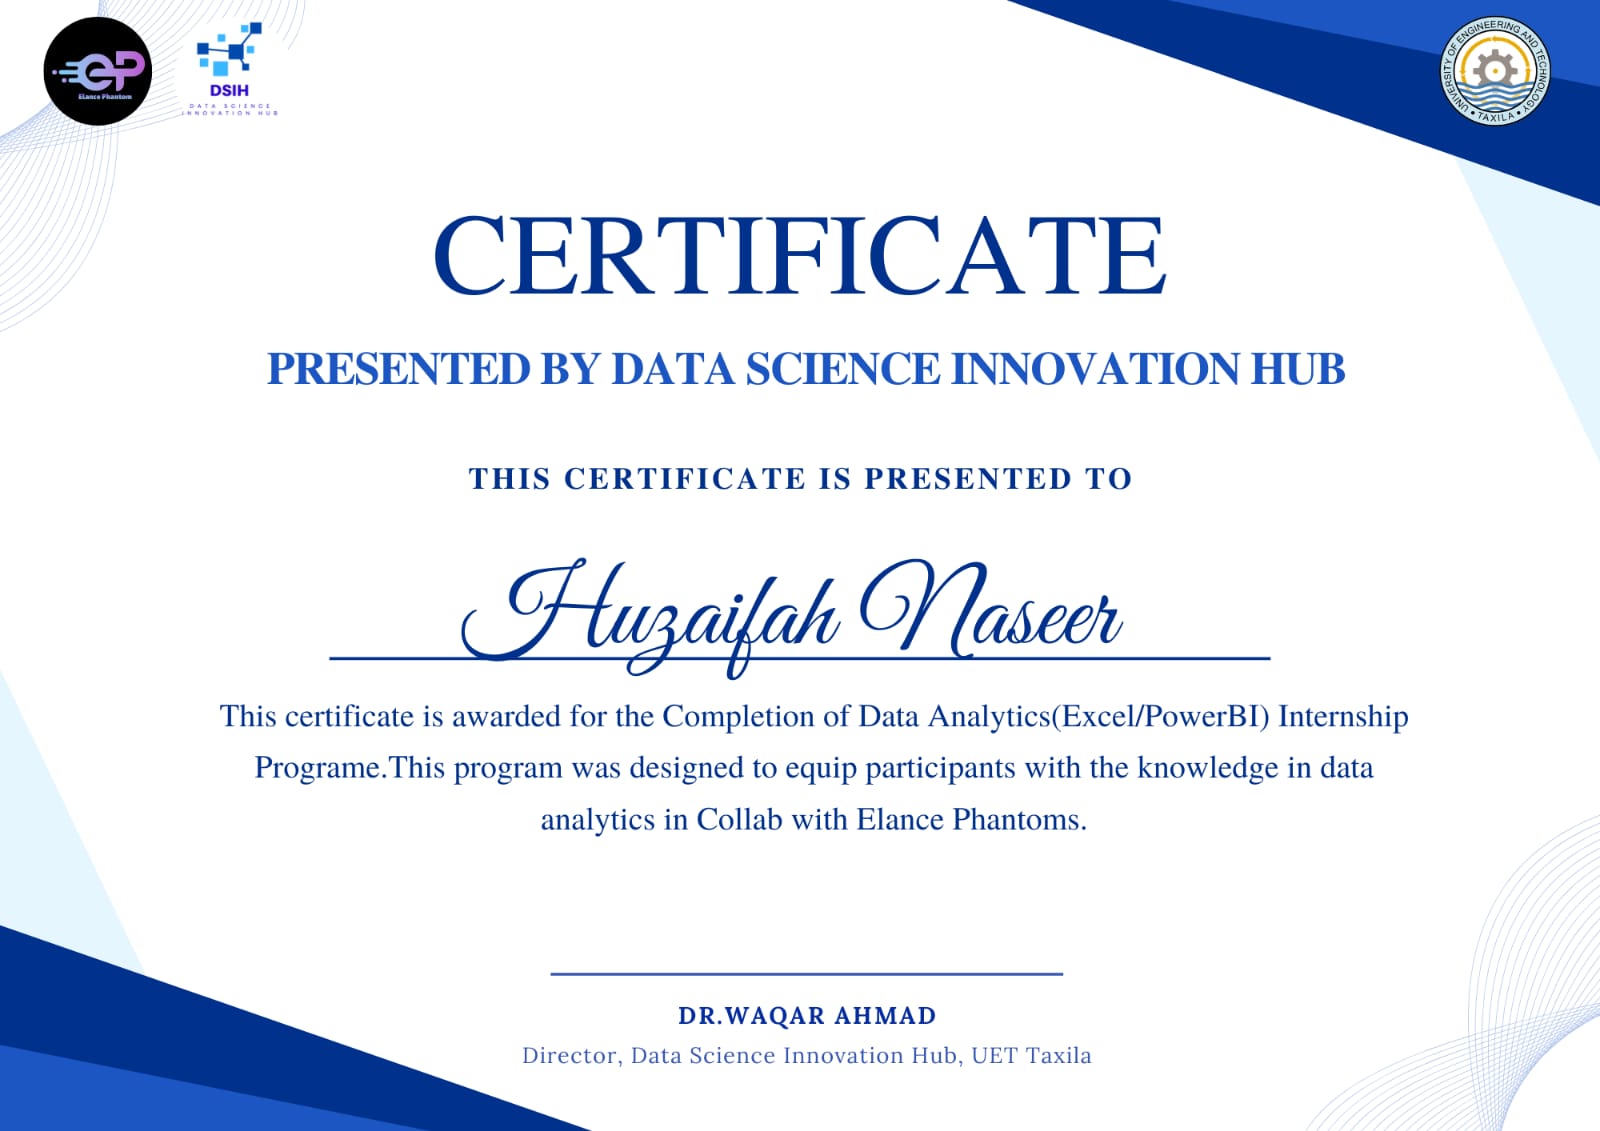 eP
Elance Phantom
DSIH
DATA SCIENCE
INNOVATION HUB
UNIVERSITY OF ENGINEERING AND TECHNOLOGY
• TAXILA •
CERTIFICATE
PRESENTED BY DATA SCIENCE INNOVATION HUB
THIS CERTIFICATE IS PRESENTED TO
Huzaifah Naseer
This certificate is awarded for the Completion of Data Analytics(Excel/PowerBI) Internship
Programe.This program was designed to equip participants with the knowledge in data
analytics in Collab with Elance Phantoms.
DR.WAQAR AHMAD
Director, Data Science Innovation Hub, UET Taxila